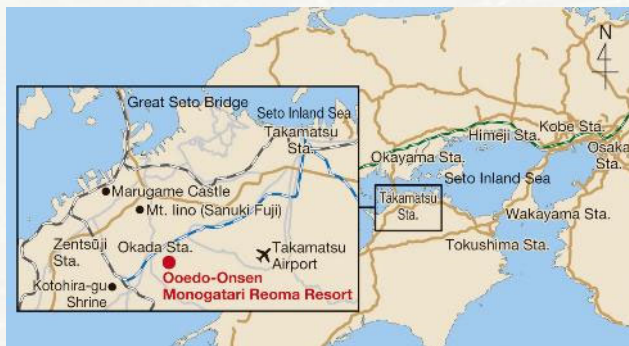 N
Great Seto Bridge
Seto Inland Sea
Takamatsu
Sta.
Marugame Castle
Mt. Iino (Sanuki Fuji)
Zentsūji
Sta.
Okada Sta.
Takamatsu
Airport
Kotohira-gu
Shrine
Ooedo-Onsen
Monogatari Reoma Resort
Himeji Sta.
Kobe Sta.
Osaka
Sta.
Okayama Sta.
Seto Inland Sea
Takamatsu
Sta.
Wakayama Sta.
Tokushima Sta.